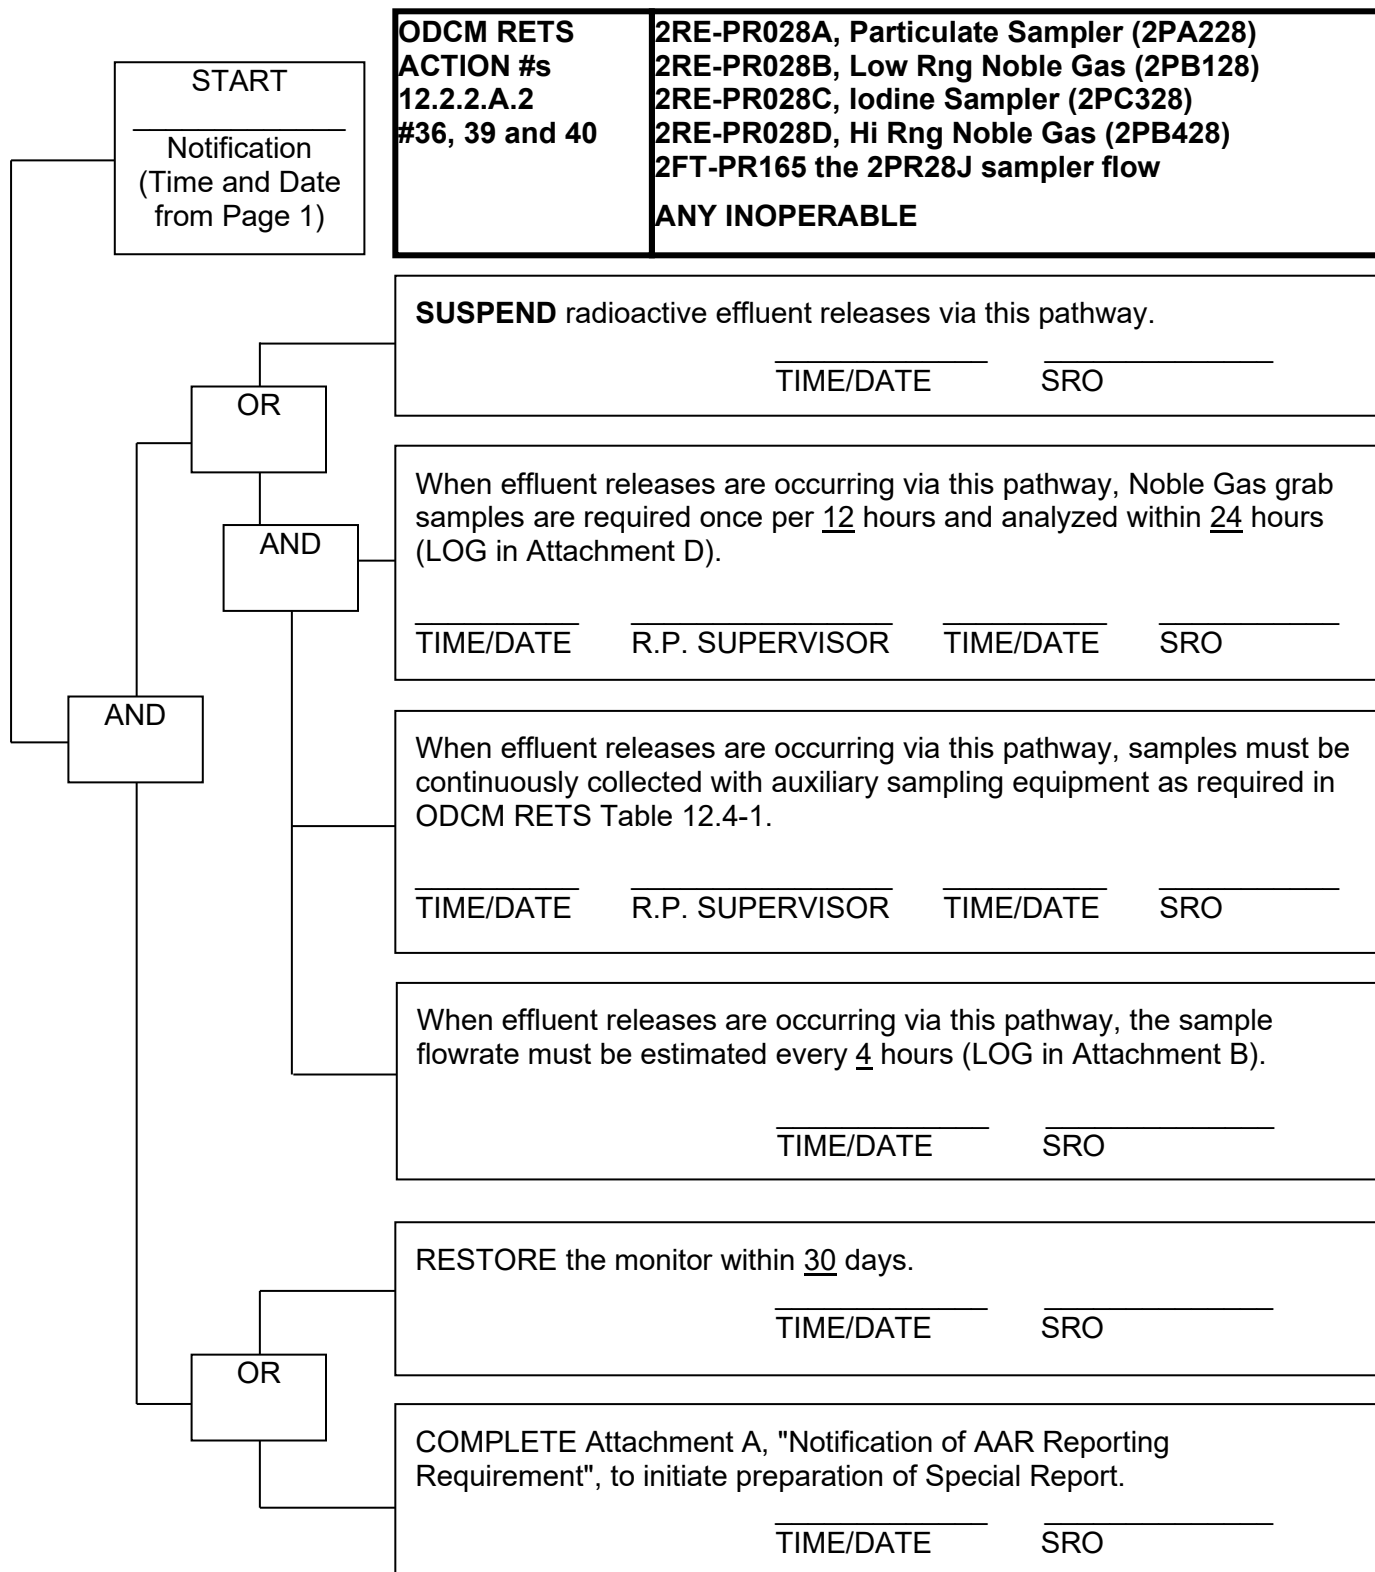 START
Notification
(Time and Date
from Page 1)
ODCM RETS
ACTION #s
12.2.2.A.2
#36, 39 and 40
2RE-PR028A, Particulate Sampler (2PA228)
2RE-PR028B, Low Rng Noble Gas (2PB128)
2RE-PR028C, Iodine Sampler (2PC328)
2RE-PR028D, Hi Rng Noble Gas (2PB428)
2FT-PR165 the 2PR28J sampler flow
ANY INOPERABLE
SUSPEND radioactive effluent releases via this pathway.
TIME/DATE SRO
OR
When effluent releases are occurring via this pathway, Noble Gas grab
samples are required once per 12 hours and analyzed within 24 hours
(LOG in Attachment D).
TIME/DATE R.P. SUPERVISOR TIME/DATE SRO
AND
AND
When effluent releases are occurring via this pathway, samples must be
continuously collected with auxiliary sampling equipment as required in
ODCM RETS Table 12.4-1.
TIME/DATE R.P. SUPERVISOR TIME/DATE SRO
When effluent releases are occurring via this pathway, the sample
flowrate must be estimated every 4 hours (LOG in Attachment B).
TIME/DATE SRO
RESTORE the monitor within 30 days.
TIME/DATE SRO
OR
COMPLETE Attachment A, "Notification of AAR Reporting
Requirement", to initiate preparation of Special Report.
TIME/DATE SRO